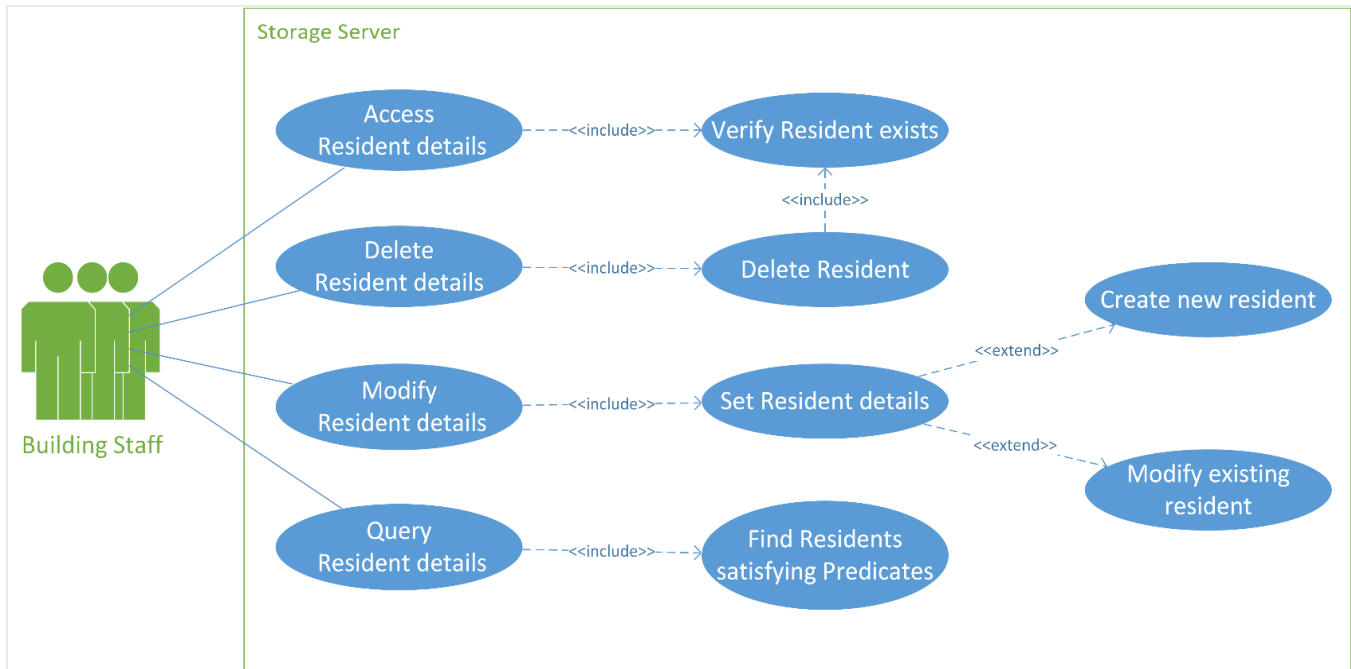 Storage Server
Access
Resident details
<<include>>
Verify Resident exists
<<include>>
Delete
Resident details
<<include>>
Delete Resident
Create new resident
<<extend>>
Modify
Resident details
<<include>>
Set Resident details
<<extend>>
Building Staff
Modify existing
resident
Query
Resident details
<<include>>
Find Residents
satisfying Predicates